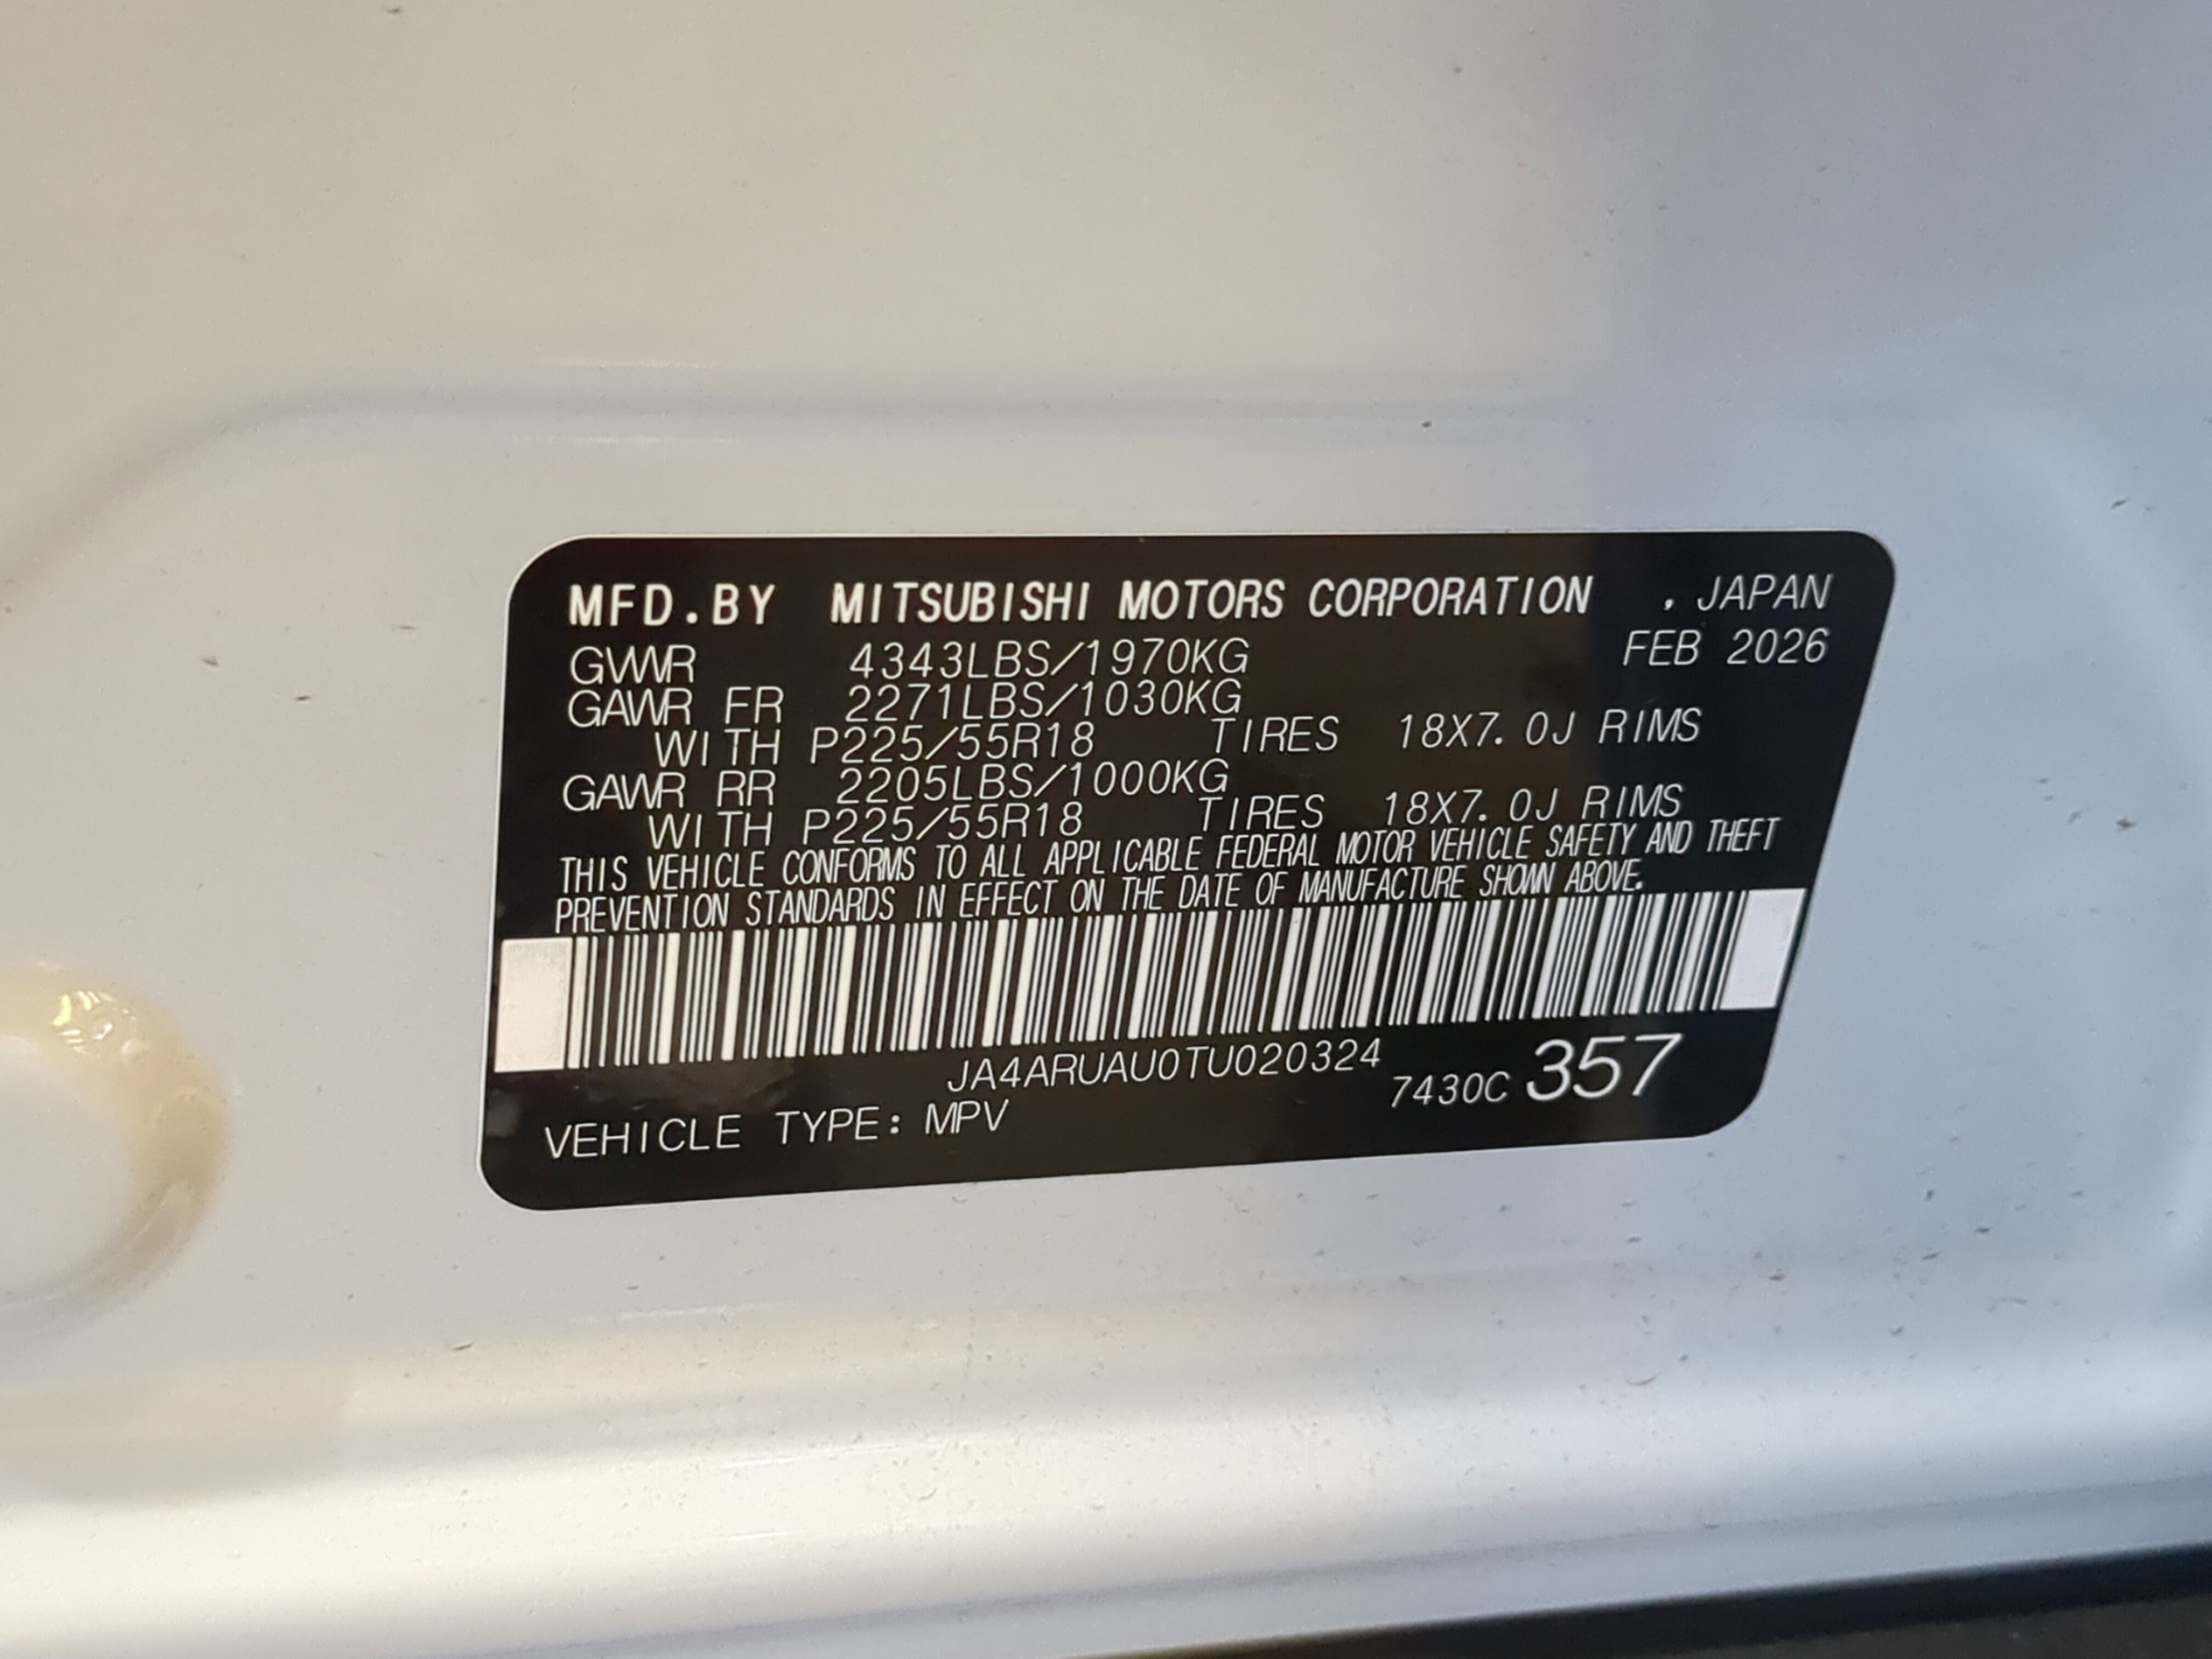 MFD.BY MITSUBISHI MOTORS CORPORATION , JAPAN
FEB 2026
GVWR 4343LBS/1970KG
GAWR FR 2271LBS/1030KG
WITH P225/55R18 TIRES 18X7.0J RIMS
GAWR RR 2205LBS/1000KG
WITH P225/55R18 TIRES 18X7.0J RIMS
THIS VEHICLE CONFORMS TO ALL APPLICABLE FEDERAL MOTOR VEHICLE SAFETY AND THEFT
PREVENTION STANDARDS IN EFFECT ON THE DATE OF MANUFACTURE SHOWN ABOVE.
JA4ARUAU0TU020324
7430C 357
VEHICLE TYPE: MPV